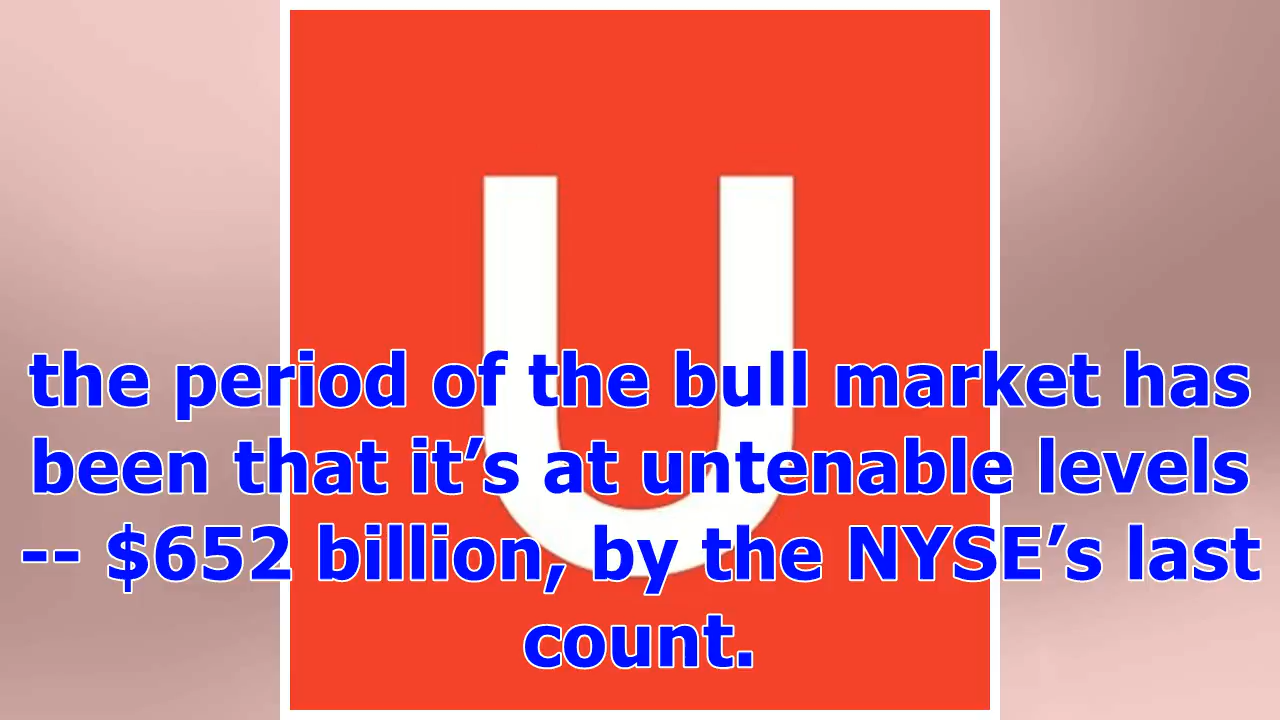 U
the period of the bull market has
been that it’s at untenable levels
-- $652 billion, by the NYSE’s last
count.